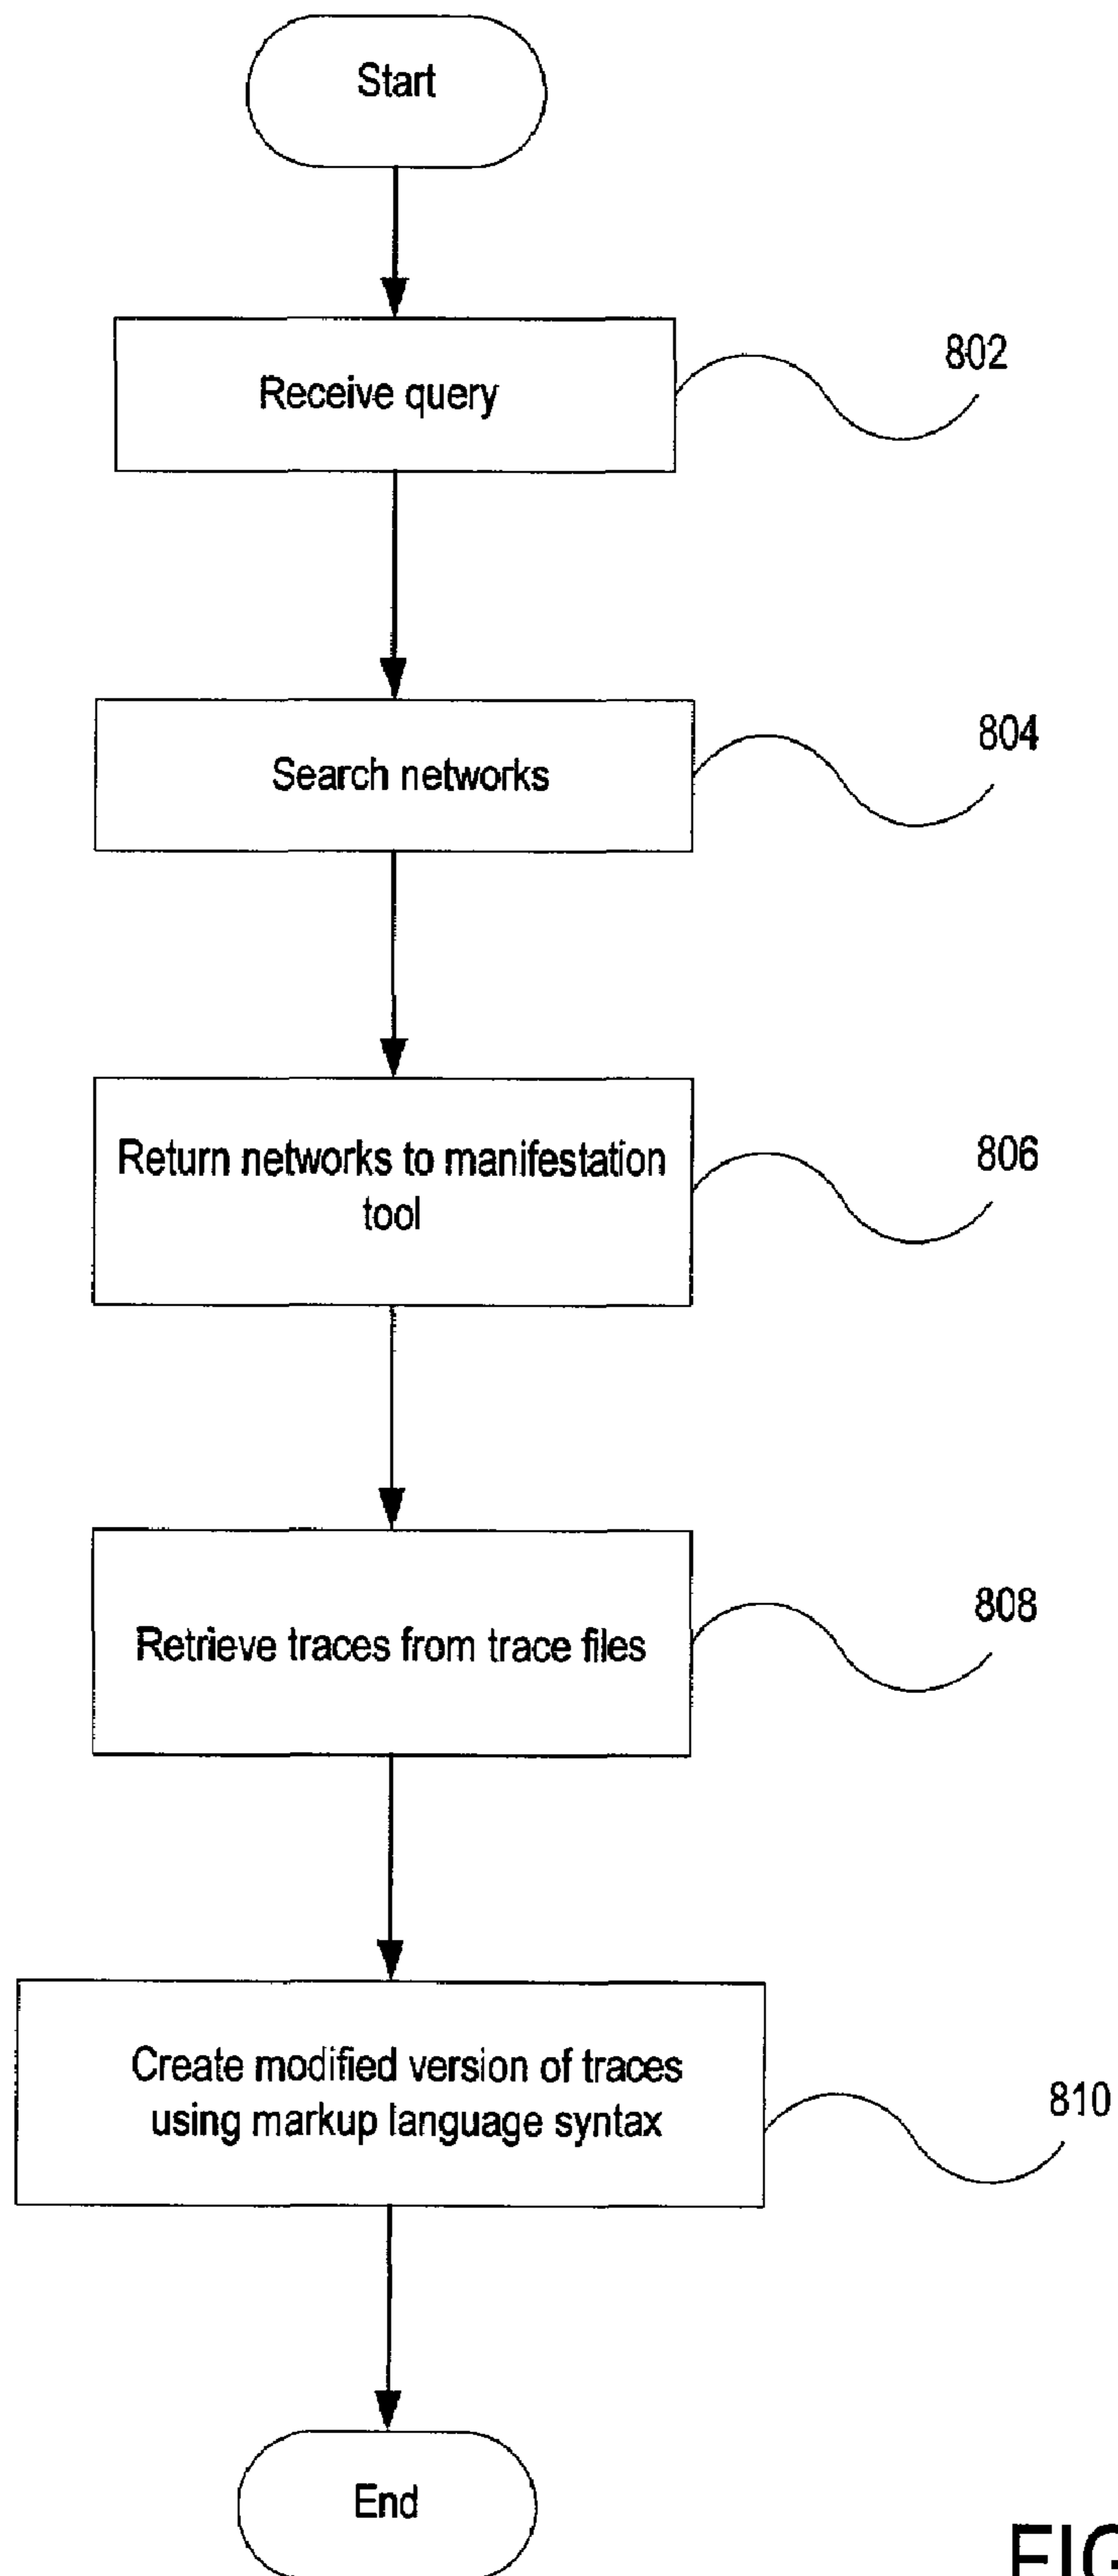 Start
Receive query
802
Search networks
804
Return networks to manifestation
tool
806
Retrieve traces from trace files
808
Create modified version of traces
using markup language syntax
810
End
FIG